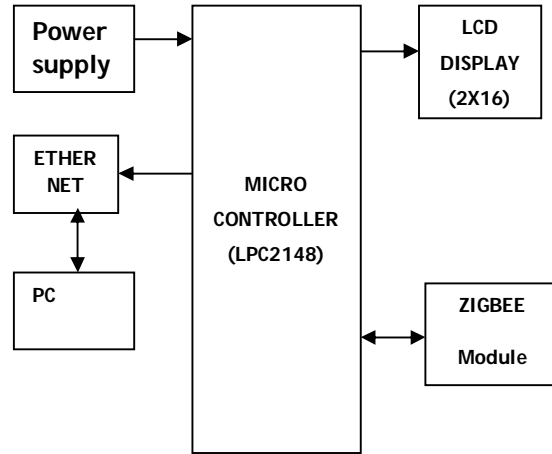 Power
supply
ETHER
NET
PC
MICRO
CONTROLLER
(LPC2148)
LCD
DISPLAY
(2X16)
ZIGBEE
Module